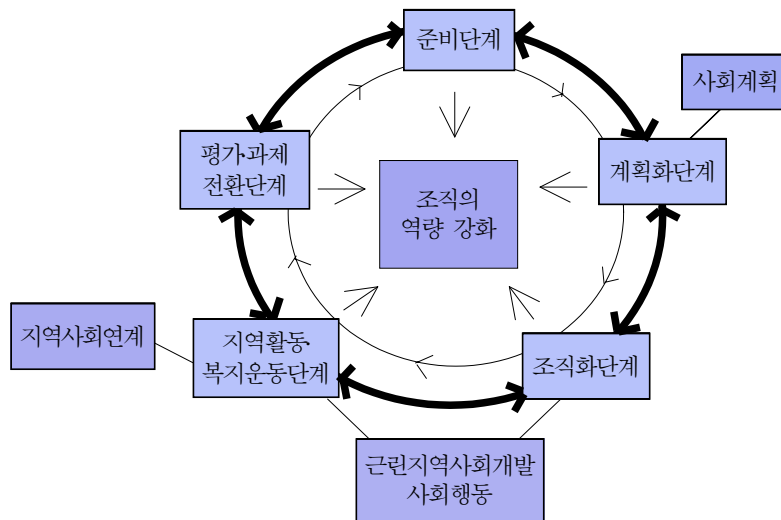 준비단계
사회계획
평가·과제
전환단계
계획화단계
조직의
역량 강화
지역사회연계
지역활동·
복지운동단계
조직화단계
근린지역사회개발
사회행동